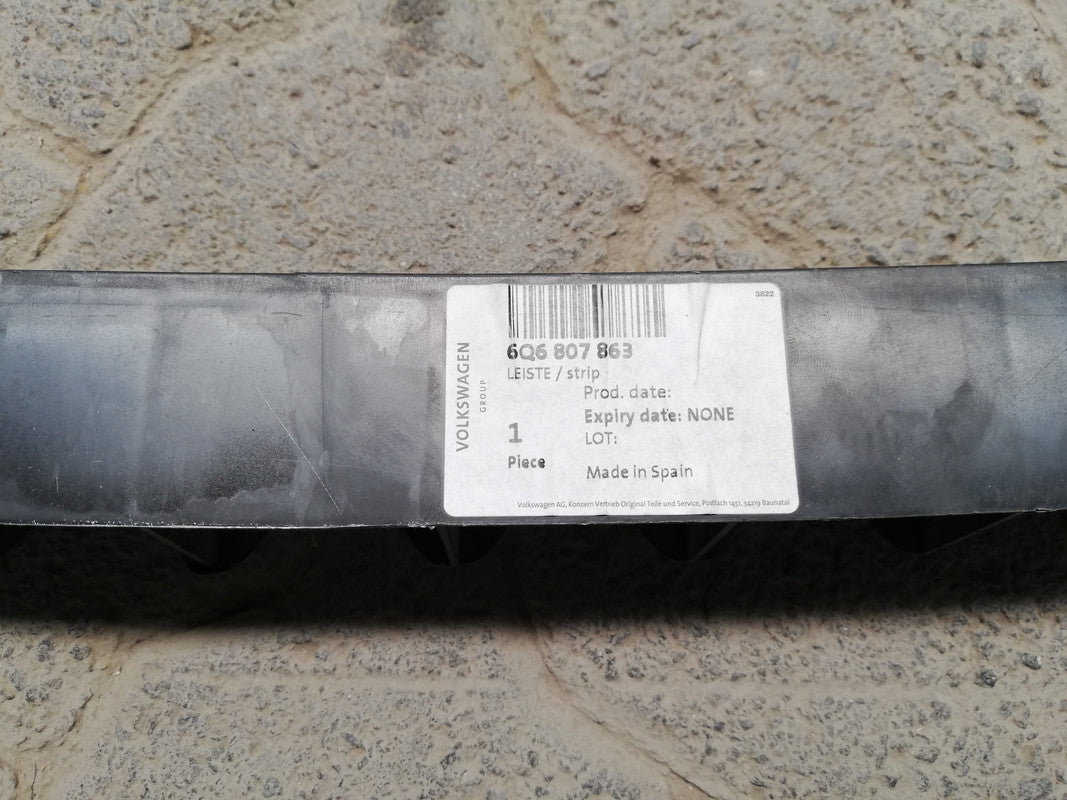 3822
6Q6 807 863
LEISTE / strip
Prod. date:
Expiry date: NONE
LOT:
1
Piece
Made in Spain
VOLKSWAGEN
GROUP
Volkswagen AG, Konzern Vertrieb Original Teile und Service, Postfach 1451, 34219 Baunatal